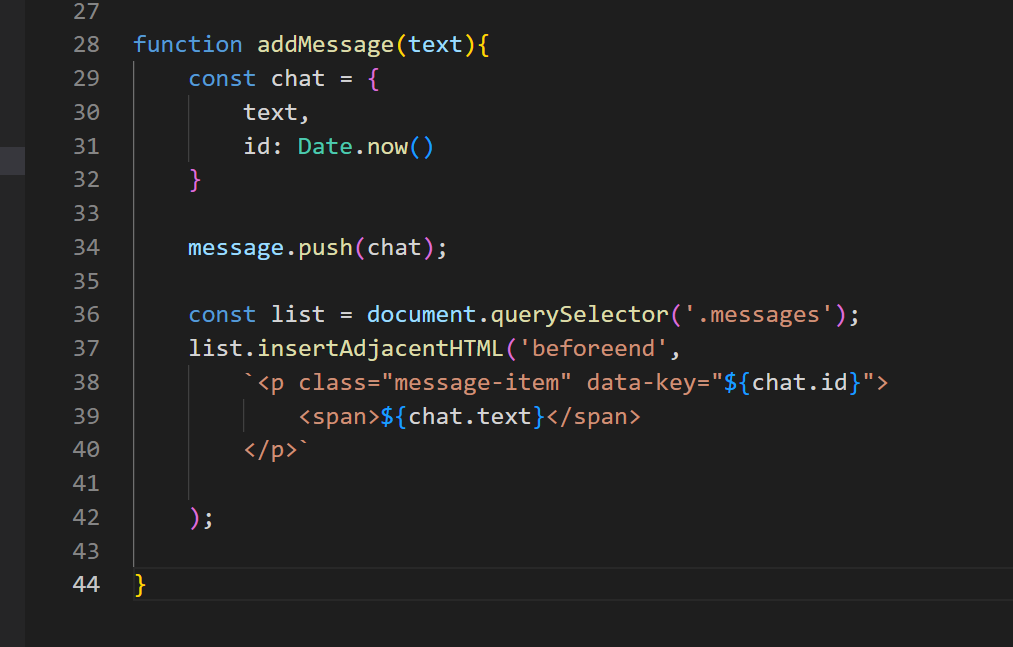 27
28 function addMessage(text){
29     const chat = {
30         text,
31         id: Date.now()
32     }
33
34     message.push(chat);
35
36     const list = document.querySelector('.messages');
37     list.insertAdjacentHTML('beforeend',
38         `<p class="message-item" data-key="${chat.id}">
39             <span>${chat.text}</span>
40         </p>`
41
42     );
43
44 }